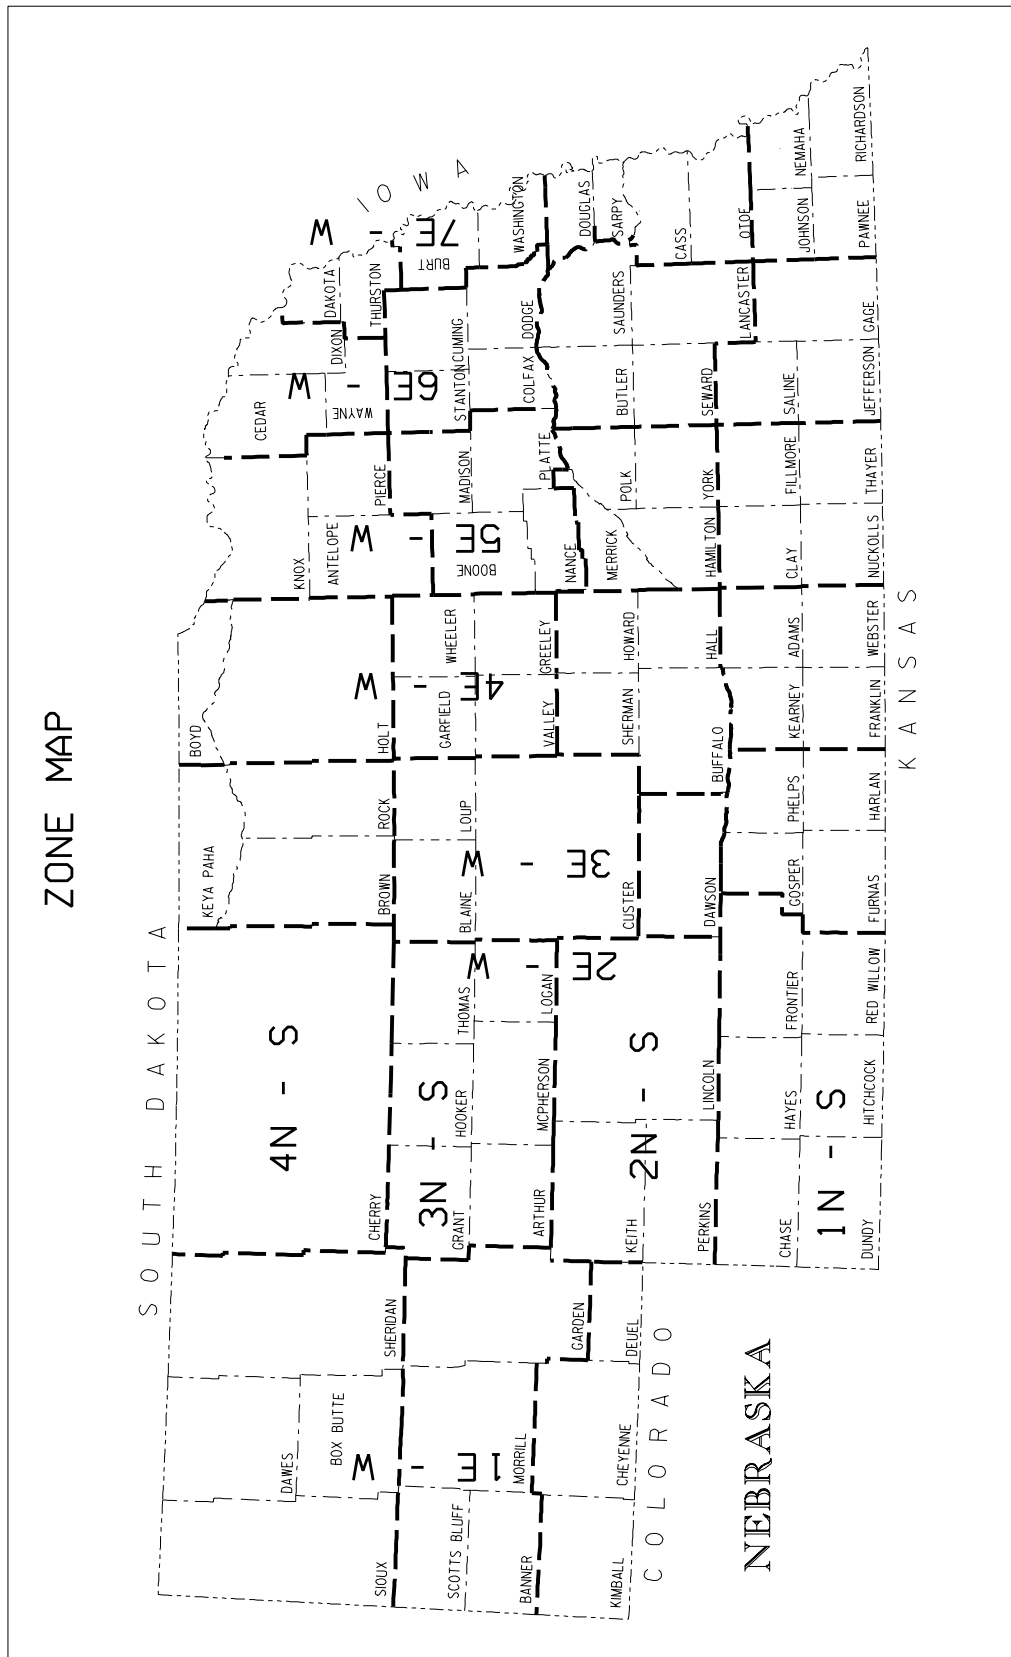 ZONE MAP
SOUTH DAKOTA
IOWA
KANSAS
COLORADO
NEBRASKA
4N - S
3N - S
2N - S
1N - S
1E - W
2E - W
3E - W
4E - W
5E - W
6E - W
7E - W
SIOUX
DAWES
BOX BUTTE
SHERIDAN
SCOTTS BLUFF
BANNER
KIMBALL
MORRILL
CHEYENNE
GARDEN
DEUEL
CHERRY
GRANT
HOOKER
THOMAS
ARTHUR
MCPHERSON
LOGAN
KEITH
LINCOLN
PERKINS
CHASE
HAYES
FRONTIER
DUNDY
HITCHCOCK
RED WILLOW
KEYA PAHA
BROWN
ROCK
BLAINE
LOUP
CUSTER
DAWSON
GOSPER
PHELPS
FURNAS
HARLAN
BOYD
HOLT
GARFIELD
WHEELER
VALLEY
GREELEY
SHERMAN
HOWARD
BUFFALO
HALL
KEARNEY
ADAMS
FRANKLIN
WEBSTER
KNOX
ANTELOPE
PIERCE
BOONE
MADISON
NANCE
PLATTE
MERRICK
POLK
HAMILTON
YORK
CLAY
FILLMORE
NUCKOLLS
THAYER
CEDAR
WAYNE
DIXON
DAKOTA
THURSTON
STANTON
CUMING
BURT
COLFAX
DODGE
WASHINGTON
BUTLER
SAUNDERS
DOUGLAS
SARPY
CASS
SEWARD
LANCASTER
OTOE
SALINE
JEFFERSON
GAGE
JOHNSON
NEMAHA
PAWNEE
RICHARDSON